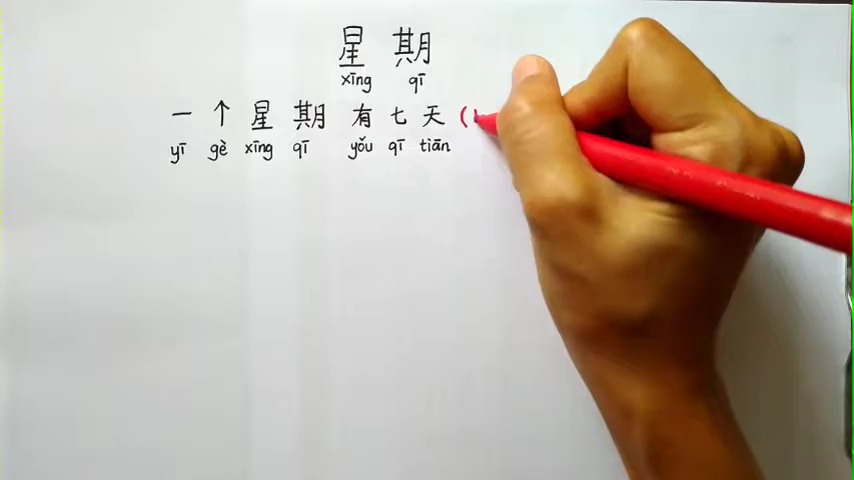 星 期
xīng qī
一 个 星 期 有 七 天 (
yī gè xīng qī yǒu qī tiān